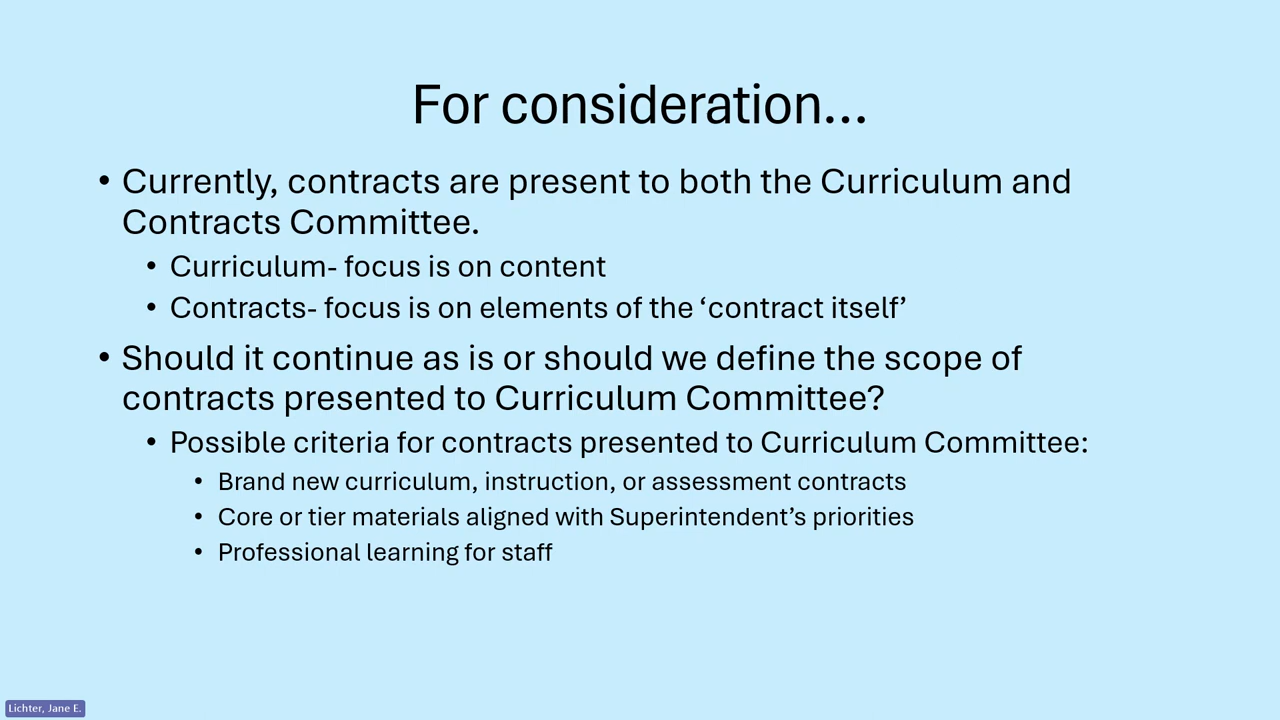 For consideration...
• Currently, contracts are present to both the Curriculum and
Contracts Committee.
• Curriculum- focus is on content
• Contracts- focus is on elements of the ‘contract itself’
• Should it continue as is or should we define the scope of
contracts presented to Curriculum Committee?
• Possible criteria for contracts presented to Curriculum Committee:
• Brand new curriculum, instruction, or assessment contracts
• Core or tier materials aligned with Superintendent’s priorities
• Professional learning for staff
Lichter, Jane E.